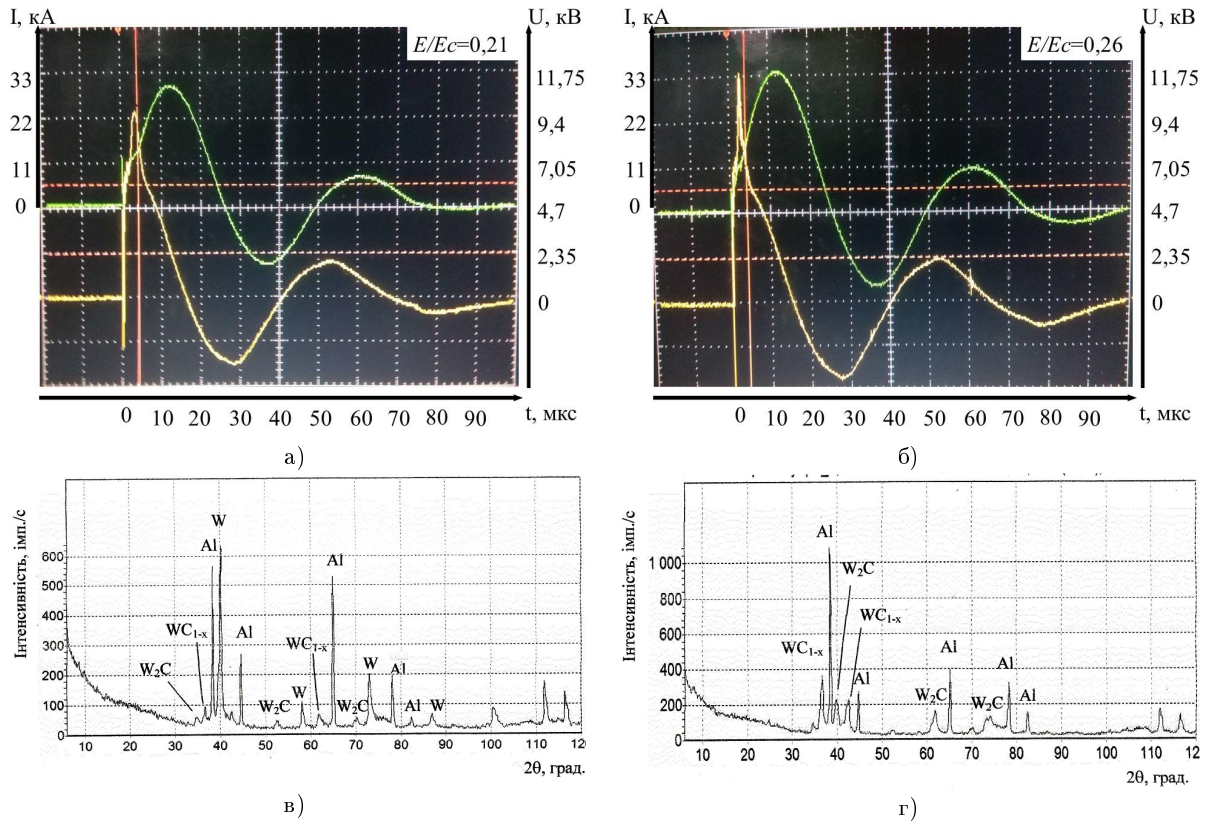 I, кА
U, кВ
E/Ec=0,21
33
22
11
0
11,75
9,4
7,05
4,7
2,35
0
0 10 20 30 40 50 60 70 80 90
t, мкс
а)
I, кА
U, кВ
E/Ec=0,26
33
22
11
0
11,75
9,4
7,05
4,7
2,35
0
0 10 20 30 40 50 60 70 80 90
t, мкс
б)
Інтенсивність, імп./с
600
500
400
300
200
100
0
W
Al
Al
WC1-x
Al
WC1-x
W2C
W
Al
W2C
W
W2C
Al
W
10 20 30 40 50 60 70 80 90 100 110 12
2θ, град.
в)
Інтенсивність, імп./с
1 000
800
600
400
200
0
Al
W2C
WC1-x
WC1-x
Al
Al
Al
W2C
W2C
Al
10 20 30 40 50 60 70 80 90 100 110 12
2θ, град.
г)